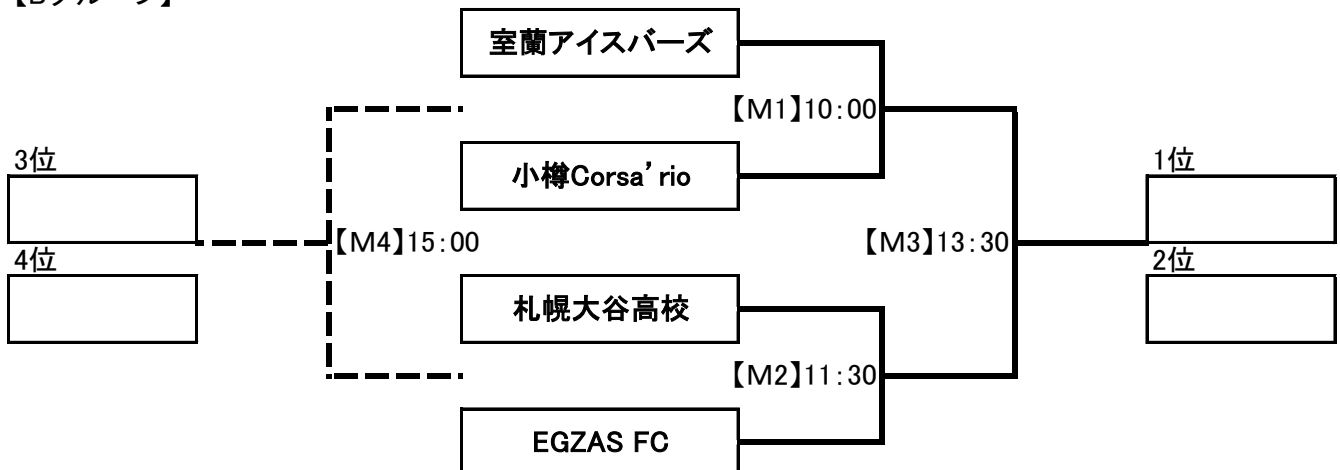 室蘭アイスバーズ
【M1】10:00
3位
小樽Corsa’rio
1位
【M4】15:00
【M3】13:30
4位
2位
札幌大谷高校
【M2】11:30
EGZAS FC